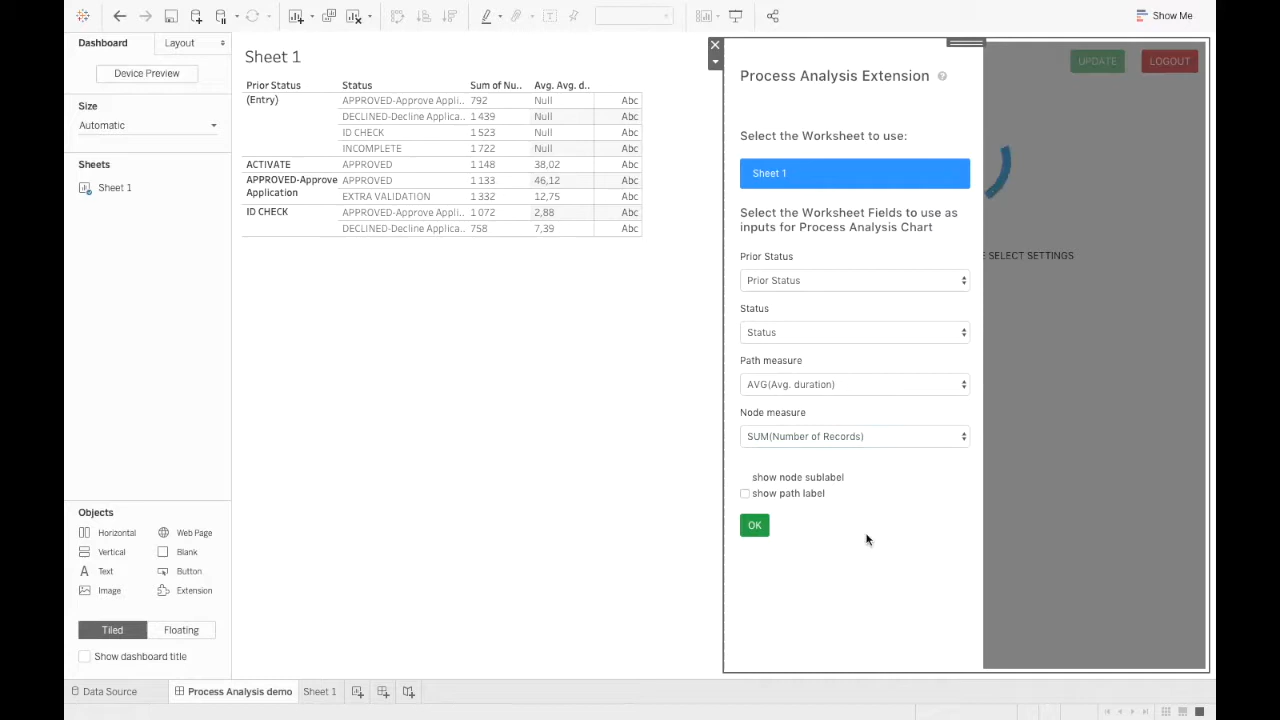 Show Me
Dashboard
Layout
Device Preview
Size
Automatic
Sheets
Sheet 1
Objects
Horizontal
Web Page
Vertical
Blank
A Text
Button
Image
Extension
Tiled
Floating
Show dashboard title
Sheet 1
Prior Status Status Sum of Nu.. Avg. Avg. d..
(Entry) APPROVED-Approve Appli.. 792 Null Abc
DECLINED-Decline Applica.. 1 439 Null Abc
ID CHECK 1 523 Null Abc
INCOMPLETE 1 722 Null Abc
ACTIVATE APPROVED 1 148 38,02 Abc
APPROVED-Approve APPROVED 1 133 46,12 Abc
Application EXTRA VALIDATION 1 332 12,75 Abc
ID CHECK APPROVED-Approve Appli.. 1 072 2,88 Abc
DECLINED-Decline Applica.. 758 7,39 Abc
Process Analysis Extension ?
Select the Worksheet to use:
Sheet 1
Select the Worksheet Fields to use as
inputs for Process Analysis Chart
Prior Status
Prior Status
Status
Status
Path measure
AVG(Avg. duration)
Node measure
SUM(Number of Records)
show node sublabel
show path label
OK
UPDATE
LOGOUT
SELECT SETTINGS
Data Source
Process Analysis demo
Sheet 1